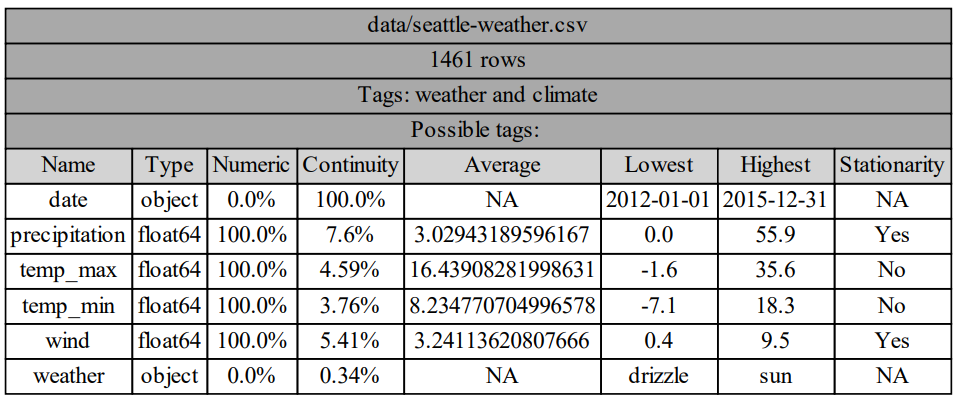 data/seattle-weather.csv
1461 rows
Tags: weather and climate
Possible tags:
Name Type Numeric Continuity Average Lowest Highest Stationarity
date object 0.0% 100.0% NA 2012-01-01 2015-12-31 NA
precipitation float64 100.0% 7.6% 3.02943189596167 0.0 55.9 Yes
temp_max float64 100.0% 4.59% 16.43908281998631 -1.6 35.6 No
temp_min float64 100.0% 3.76% 8.234770704996578 -7.1 18.3 No
wind float64 100.0% 5.41% 3.24113620807666 0.4 9.5 Yes
weather object 0.0% 0.34% NA drizzle sun NA